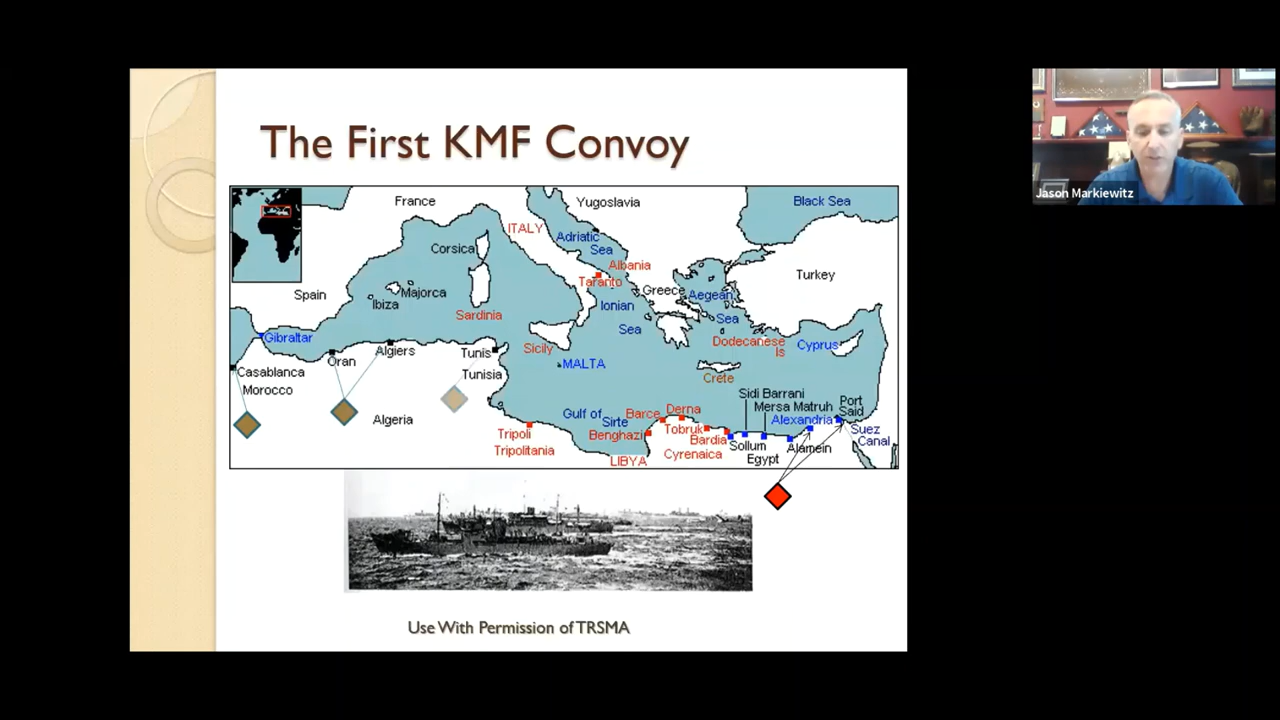 The First KMF Convoy
France
Yugoslavia
Black Sea
ITALY
Adriatic
Sea
Corsica
Albania
Taranto
Turkey
Spain
Majorca
Ibiza
Greece
Aegean
Sea
Ionian
Sea
Sardinia
Gibraltar
Sicily
Dodecanese
Is
Cyprus
Oran
Algiers
Tunis
MALTA
Casablanca
Morocco
Tunisia
Crete
Sidi Barrani
Mersa Matruh
Port
Said
Algeria
Gulf of
Sirte
Barce
Derna
Alexandria
Suez
Canal
Tripoli
Tripolitania
Benghazi
Tobruk
Bardia
Cyrenaica
Sollum
Alamein
Egypt
LIBYA
Use With Permission of TRSMA
Jason Markiewitz